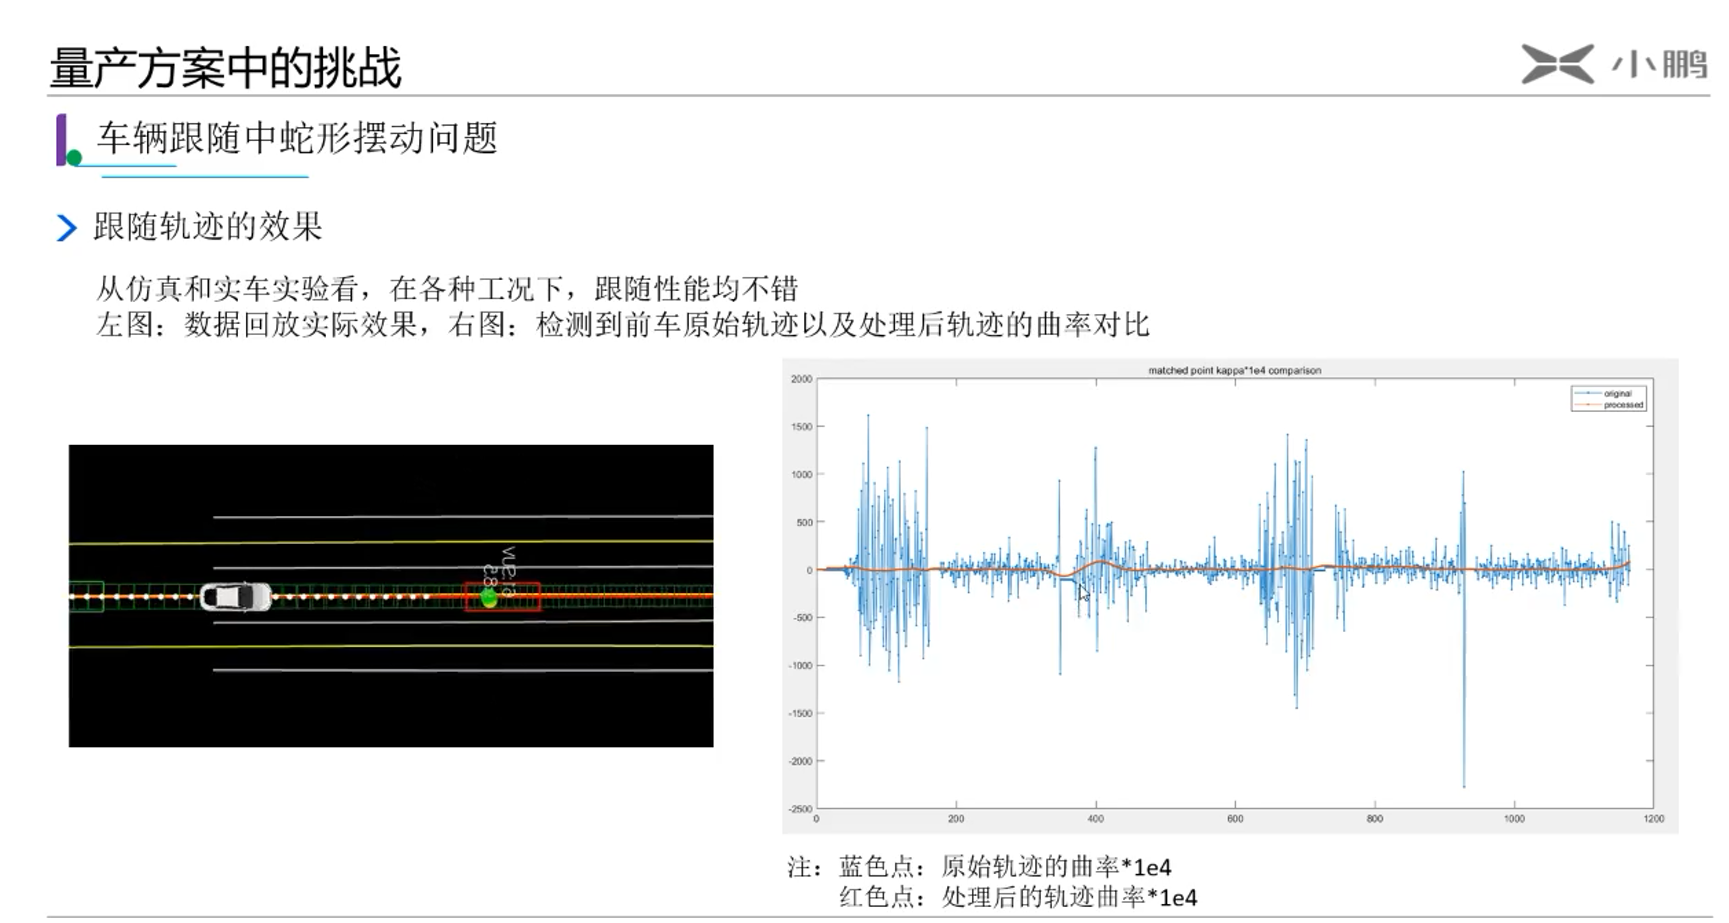 量产方案中的挑战
小鹏
车辆跟随中蛇形摆动问题
跟随轨迹的效果
从仿真和实车实验看，在各种工况下，跟随性能均不错
左图：数据回放实际效果，右图：检测到前车原始轨迹以及处理后轨迹的曲率对比
matched point kappa*1e4 comparison
original
processed
2000
1500
1000
500
0
-500
-1000
-1500
-2000
-2500
0 200 400 600 800 1000 1200
注：蓝色点：原始轨迹的曲率*1e4
红色点：处理后的轨迹曲率*1e4